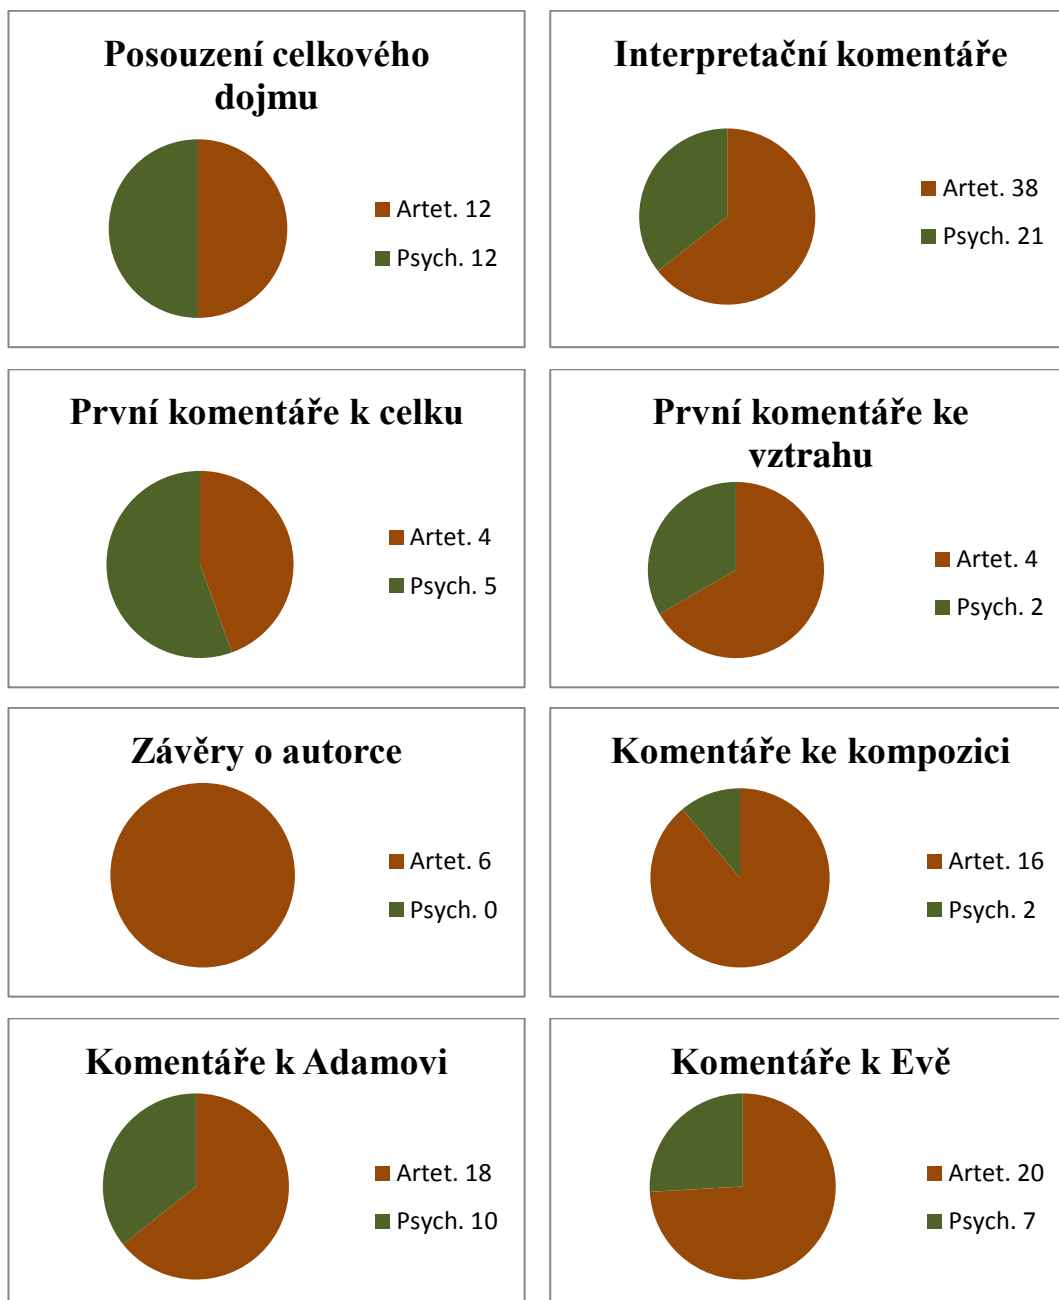 Posouzení celkového
dojmu
Artet. 12
Psych. 12
Interpretační komentáře
Artet. 38
Psych. 21
První komentáře k celku
Artet. 4
Psych. 5
První komentáře ke
vztrahu
Artet. 4
Psych. 2
Závěry o autorce
Artet. 6
Psych. 0
Komentáře ke kompozici
Artet. 16
Psych. 2
Komentáře k Adamovi
Artet. 18
Psych. 10
Komentáře k Evě
Artet. 20
Psych. 7